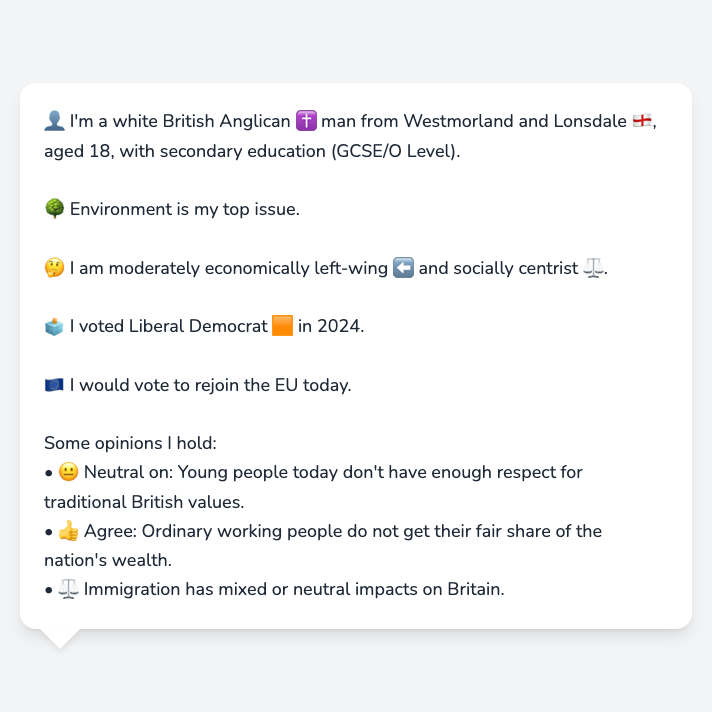 👤 I'm a white British Anglican ✝️ man from Westmorland and Lonsdale 🏴󠁧󠁢󠁥󠁮󠁧󠁿,
aged 18, with secondary education (GCSE/O Level).
🌳 Environment is my top issue.
🤔 I am moderately economically left-wing ⬅️ and socially centrist ⚖️.
🗳️ I voted Liberal Democrat 🟧 in 2024.
🇪🇺 I would vote to rejoin the EU today.
Some opinions I hold:
• 😐 Neutral on: Young people today don't have enough respect for
traditional British values.
• 👍 Agree: Ordinary working people do not get their fair share of the
nation's wealth.
• ⚖️ Immigration has mixed or neutral impacts on Britain.